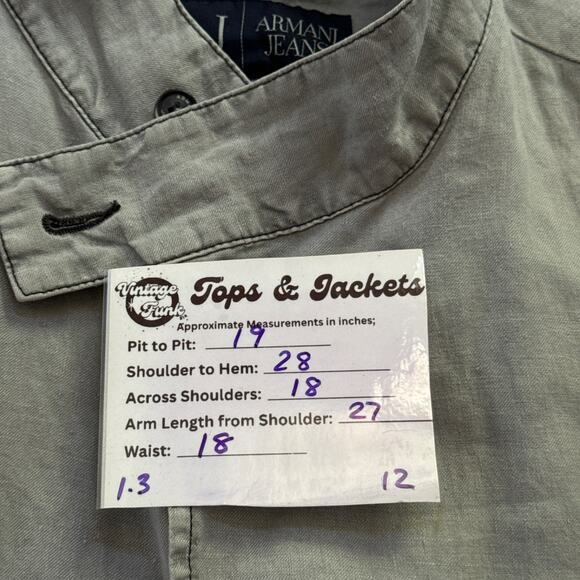 J ARMANI
JEANS
Vintage Funk Tops & Jackets
Approximate Measurements in inches;
Pit to Pit: 19
Shoulder to Hem: 28
Across Shoulders: 18
Arm Length from Shoulder: 27
Waist: 18
1.3 12